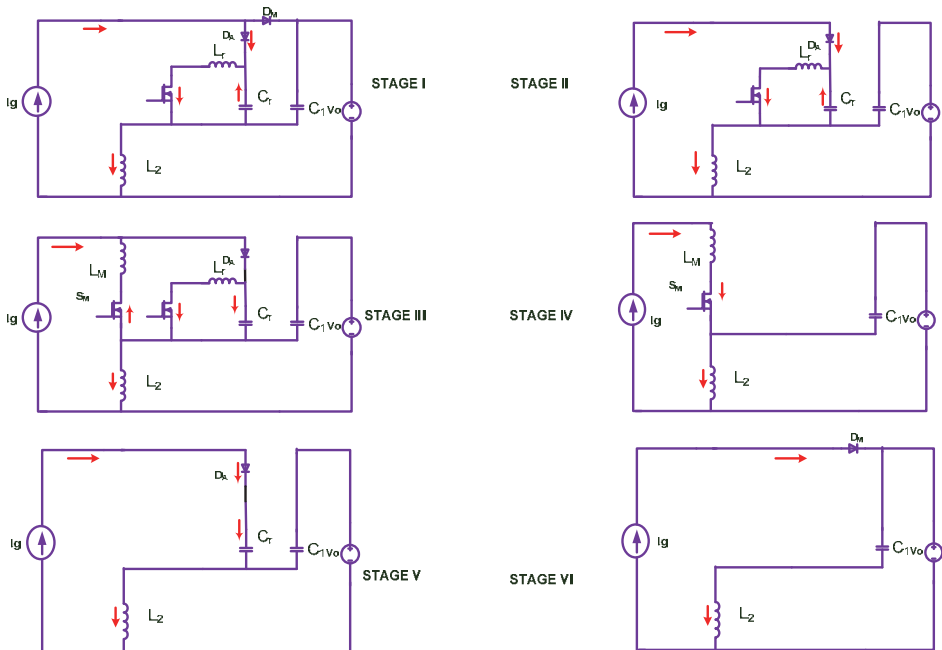 DM
DA
Lr
STAGE I
Ig
Cr
C1 Vo
L2
DA
Lr
STAGE II
Ig
Cr
C1 Vo
L2
DA
LM
Lr
SM
Ig
Cr
C1 Vo
STAGE III
L2
LM
SM
STAGE IV
Ig
C1 Vo
L2
DA
Ig
Cr
C1 Vo
STAGE V
L2
DM
Ig
C1 Vo
STAGE VI
L2